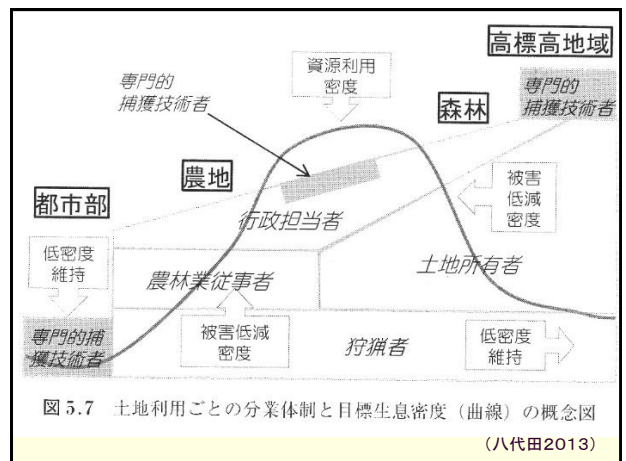 高標高地域
専門的
捕獲技術者
資源利用
密度
専門的
捕獲技術者
森林
農地
被害
低減
密度
都市部
行政担当者
低密度
維持
土地所有者
農林業従事者
専門的捕
獲技術者
被害低減
密度
狩猟者
低密度
維持
図 5.7 土地利用ごとの分業体制と目標生息密度（曲線）の概念図
（八代田2013）